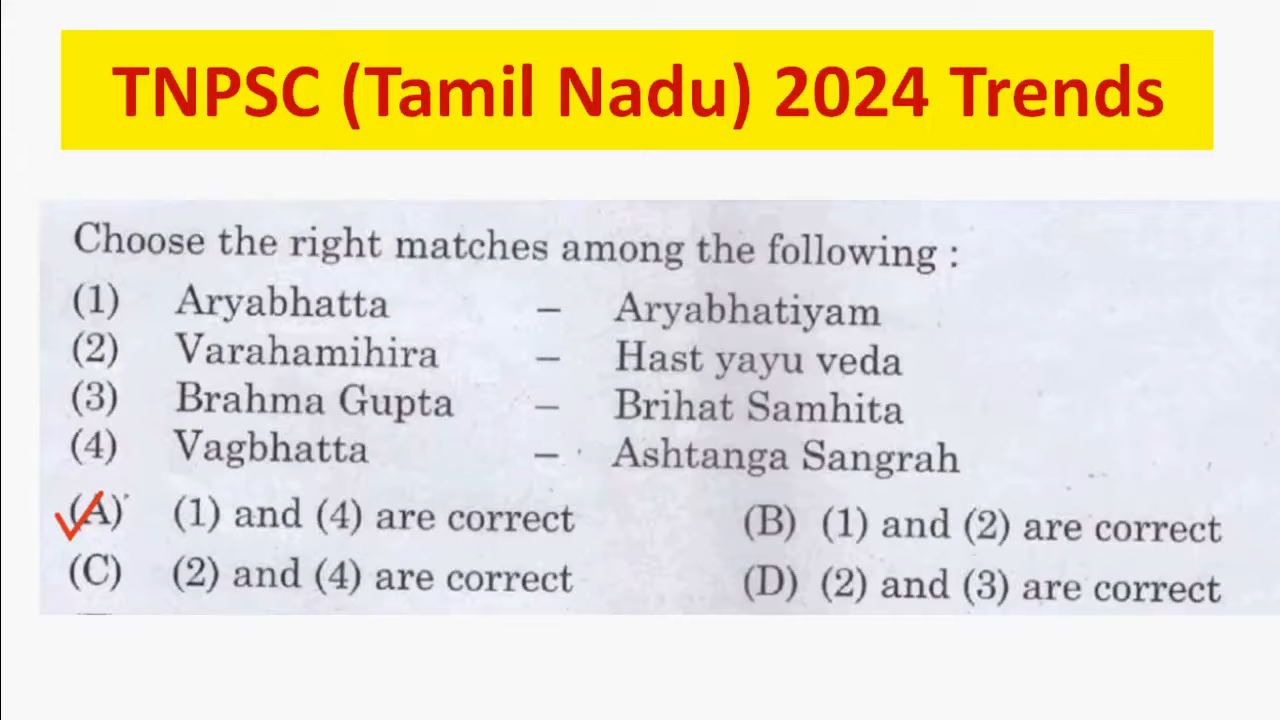 TNPSC (Tamil Nadu) 2024 Trends
Choose the right matches among the following :
(1) Aryabhatta – Aryabhatiyam
(2) Varahamihira – Hast yayu veda
(3) Brahma Gupta – Brihat Samhita
(4) Vagbhatta – Ashtanga Sangrah
(A) (1) and (4) are correct (B) (1) and (2) are correct
(C) (2) and (4) are correct (D) (2) and (3) are correct